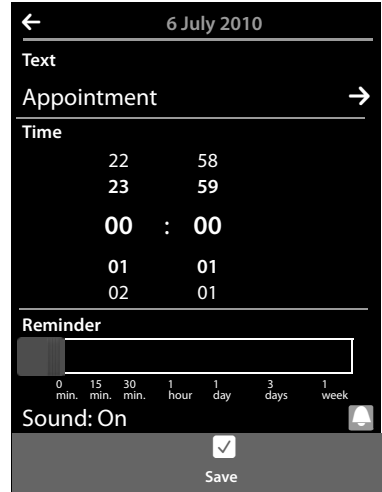 6 July 2010
Text
Appointment
Time
22 58
23 59
00 : 00
01 01
02 01
Reminder
0 min. 15 min. 30 min. 1 hour 1 day 3 days 1 week
Sound: On
Save